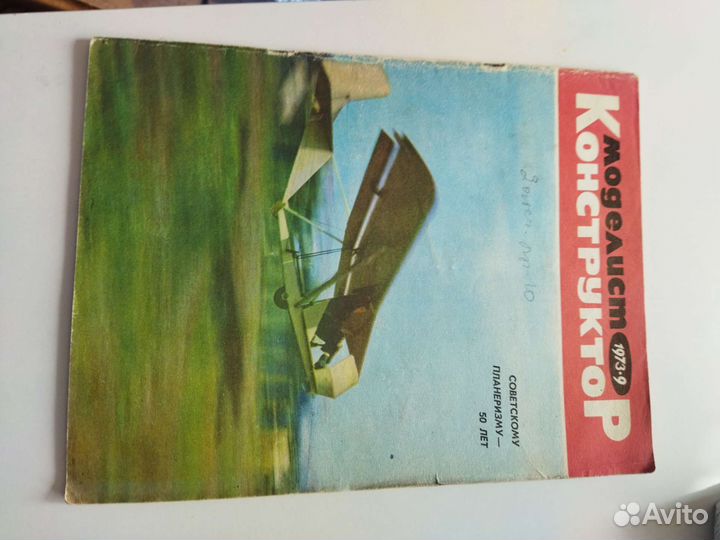 моделист
1973•9
Конструктор
СОВЕТСКОМУ
ПЛАНЕРИЗМУ—
50 ЛЕТ
Avito